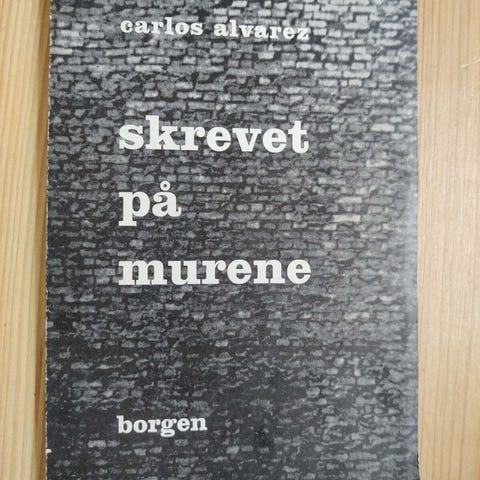 carlos alvarez
skrevet
på
murene
borgen